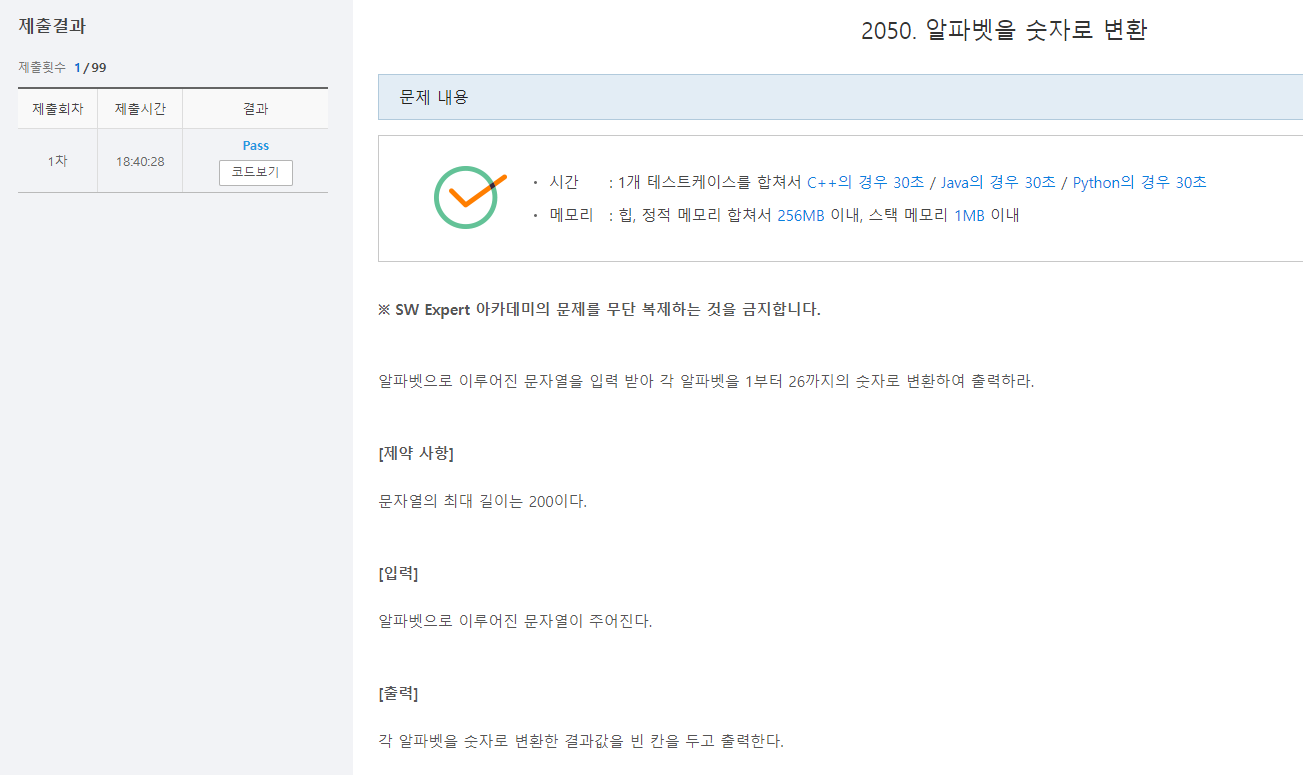 제출결과
제출횟수 1 / 99
제출회차 제출시간 결과
1차 18:40:28 Pass
코드보기
2050. 알파벳을 숫자로 변환
문제 내용
· 시간 : 1개 테스트케이스를 합쳐서 C++의 경우 30초 / Java의 경우 30초 / Python의 경우 30초
· 메모리 : 힙, 정적 메모리 합쳐서 256MB 이내, 스택 메모리 1MB 이내
※ SW Expert 아카데미의 문제를 무단 복제하는 것을 금지합니다.
알파벳으로 이루어진 문자열을 입력 받아 각 알파벳을 1부터 26까지의 숫자로 변환하여 출력하라.
[제약 사항]
문자열의 최대 길이는 200이다.
[입력]
알파벳으로 이루어진 문자열이 주어진다.
[출력]
각 알파벳을 숫자로 변환한 결과값을 빈 칸을 두고 출력한다.